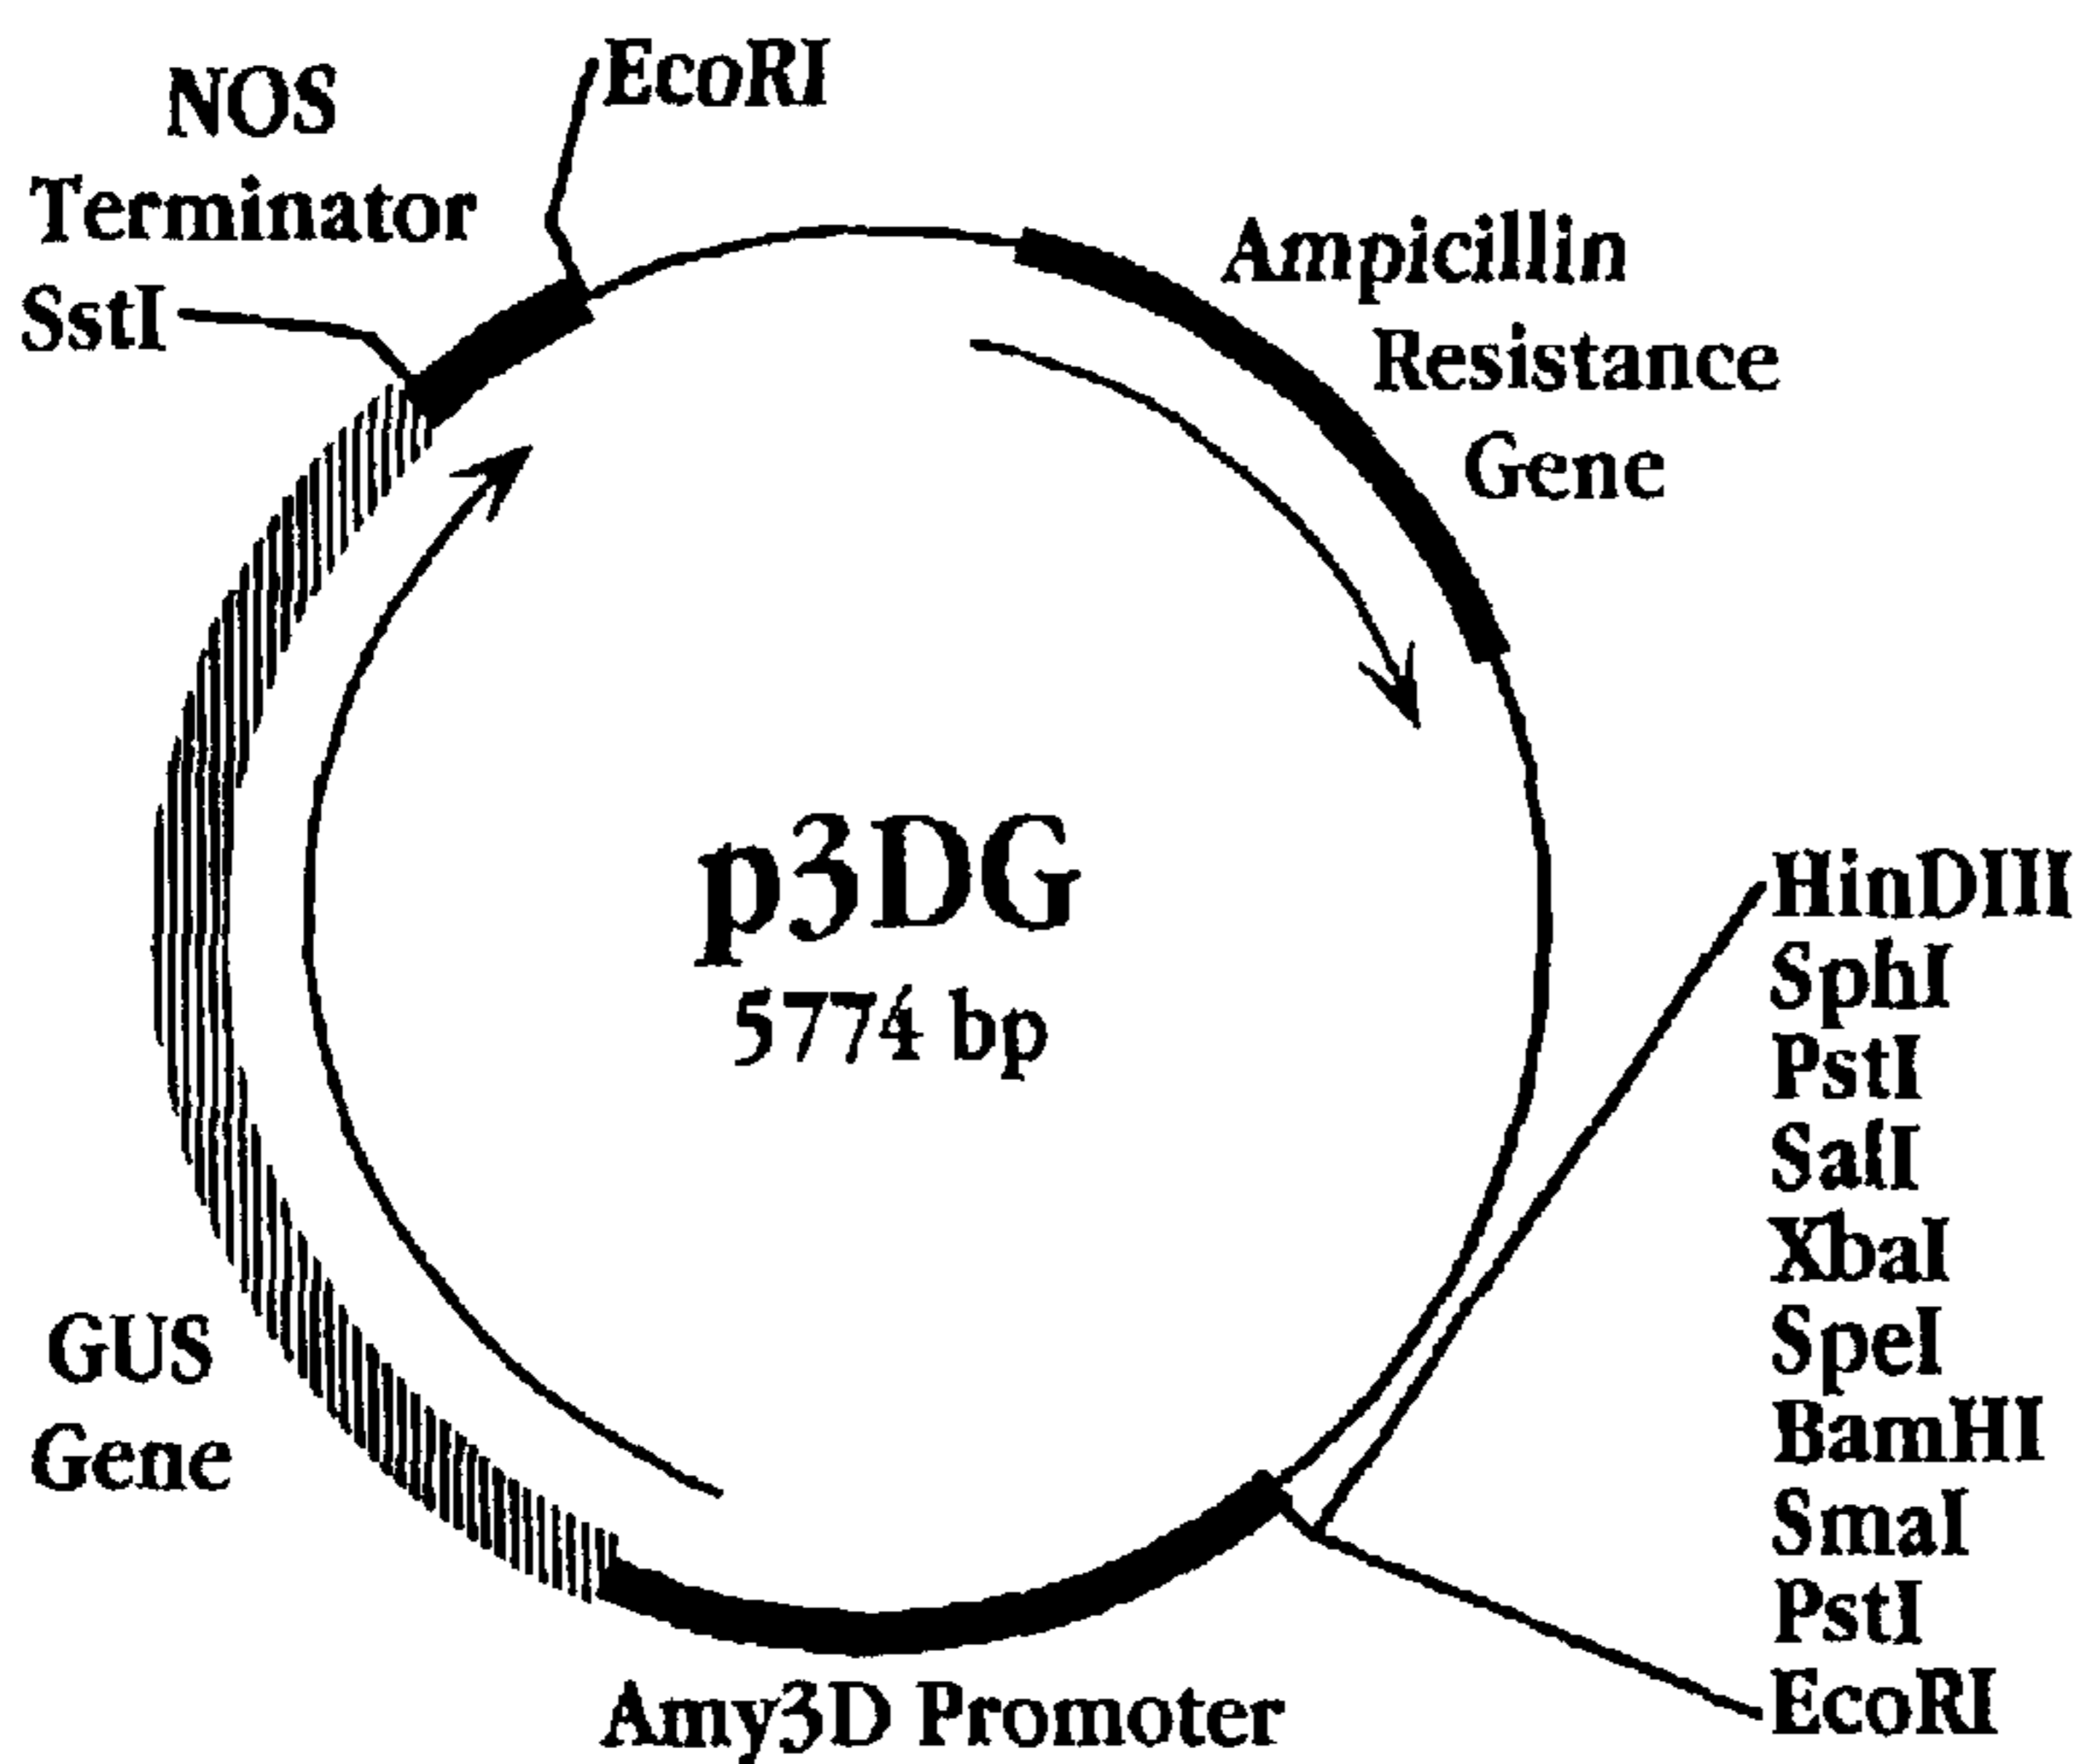 EcoRI
NOS
Terminator
SstI
Ampicillin
Resistance
Gene
p3DG
5774 bp
HinDIII
SphI
PstI
SalI
XbaI
SpeI
BamHI
SmaI
PstI
EcoRI
GUS
Gene
Amy3D Promoter